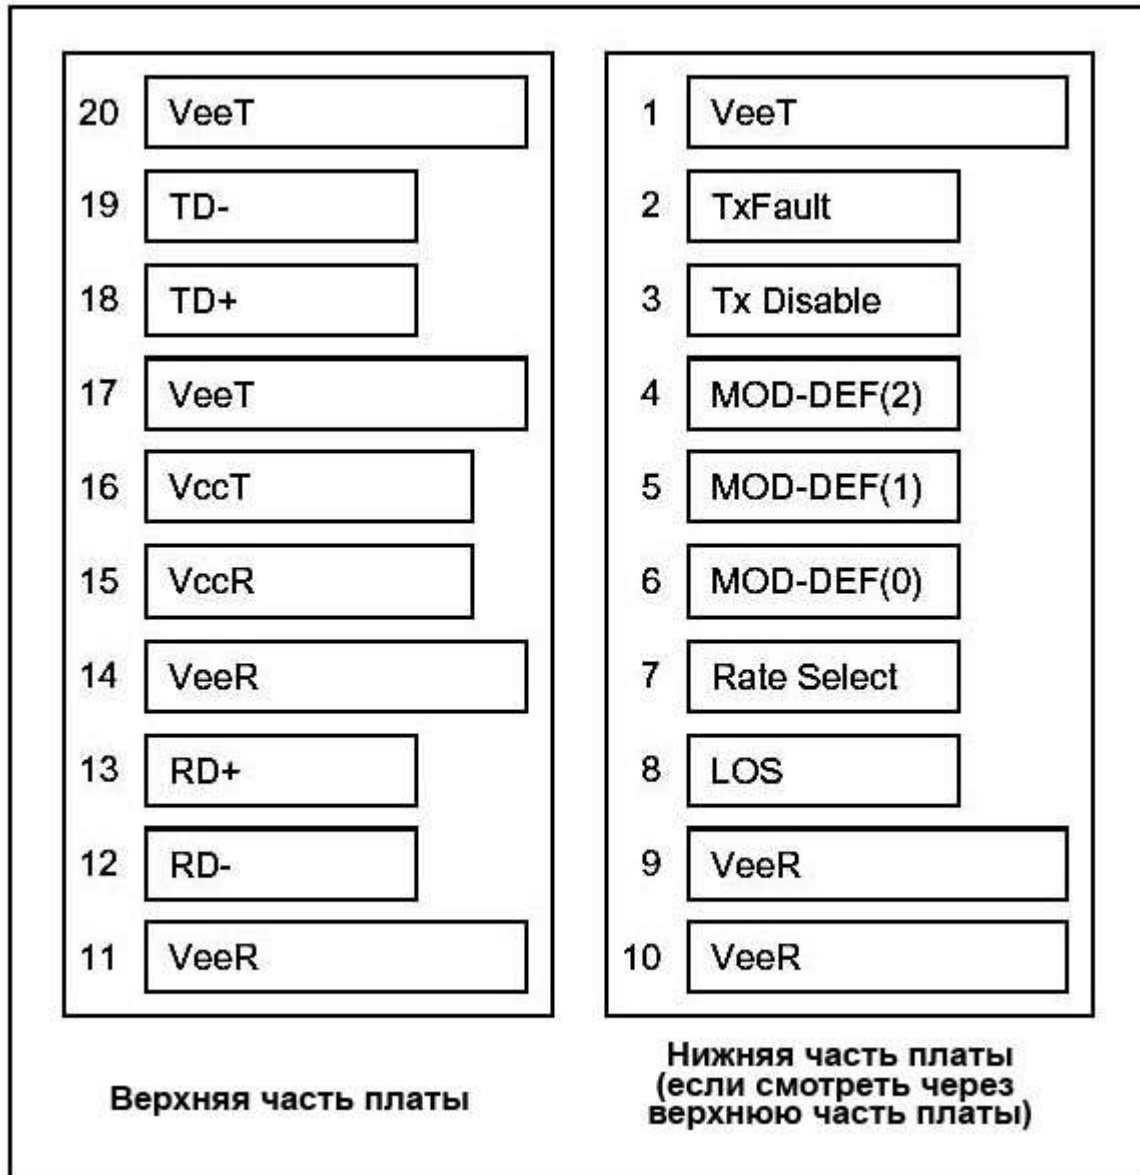 20 VeeT
19 TD-
18 TD+
17 VeeT
16 VccT
15 VccR
14 VeeR
13 RD+
12 RD-
11 VeeR
Верхняя часть платы
1 VeeT
2 TxFault
3 Tx Disable
4 MOD-DEF(2)
5 MOD-DEF(1)
6 MOD-DEF(0)
7 Rate Select
8 LOS
9 VeeR
10 VeeR
Нижняя часть платы
(если смотреть через
верхнюю часть платы)